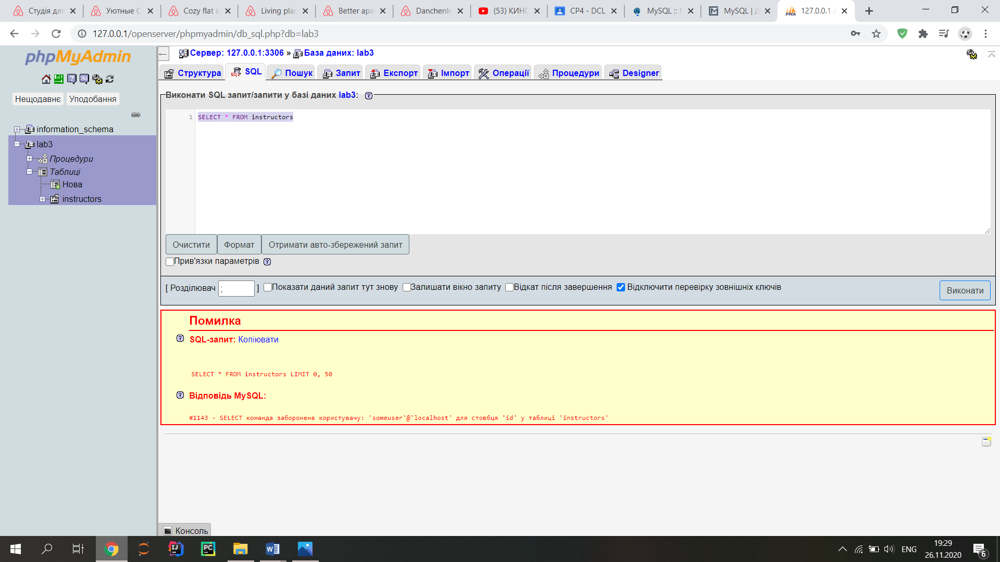 Студія для
Уютные С
Cozy flat i
Living plac
Better apa
Danchenk
(53) КИНО
CP4 - DCL
MySQL :: M
MySQL | Д
127.0.0.1 /
127.0.0.1/openserver/phpmyadmin/db_sql.php?db=lab3
phpMyAdmin
Нещодавнє Уподобання
information_schema
lab3
Процедури
Таблиці
Нова
instructors
Сервер: 127.0.0.1:3306 » База даних: lab3
Структура SQL Пошук Запит Експорт Імпорт Операції Процедури Designer
Виконати SQL запит/запити у базі даних lab3:
1 SELECT * FROM instructors
Очистити Формат Отримати авто-збережений запит
Прив'язки параметрів
[ Розділювач ; ] Показати даний запит тут знову Залишати вікно запиту Відкат після завершення Відключити перевірку зовнішніх ключів Виконати
Помилка
SQL-запит: Копіювати
SELECT * FROM instructors LIMIT 0, 50
Відповідь MySQL:
#1143 - SELECT команда заборонена користувачу: 'someuser'@'localhost' для стовбця 'id' у таблиці 'instructors'
Консоль
ENG
19:29
26.11.2020
6